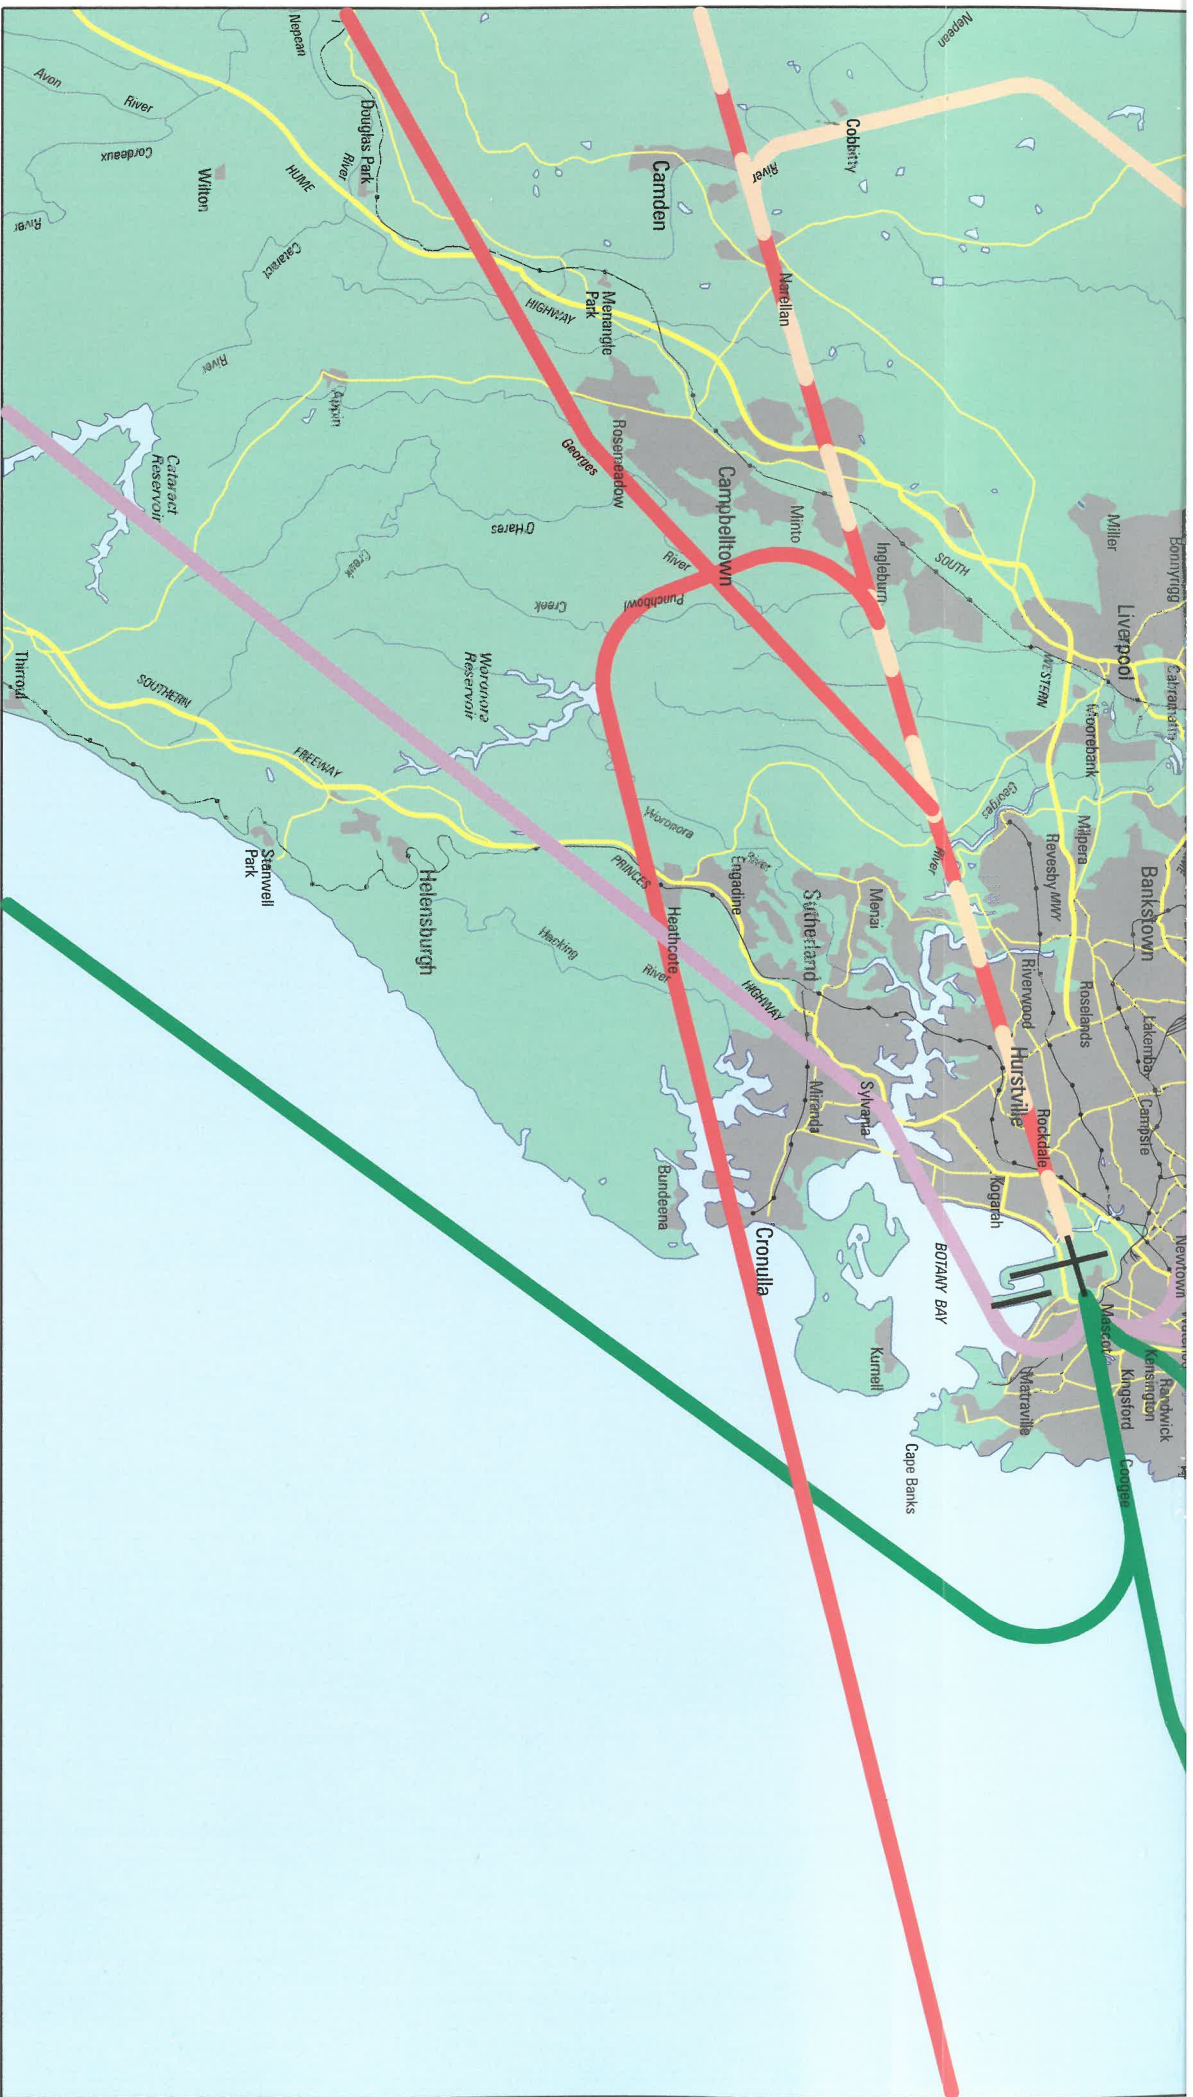 Nepean
Nepean
Avon
River
Cordeaux
River
Wilton
HUME
River
Douglas Park
Cobbitty
River
Camden
Cataract
HIGHWAY
Menangle
Park
Narellan
River
Appin
Cataract
Reservoir
Georges
Rosemeadow
Campbelltown
O'Hares
Creek
Minto
Ingleburn
SOUTH
Miller
Bonnyrigg
River
Punchbowl
Creek
Liverpool
WESTERN
Cabramatta
Moorebank
Thirroul
SOUTHERN
Woronora
Reservoir
FREEWAY
Georges
River
Milpera
Revesby
MWY
Bankstown
Woronora
River
Stanwell
Park
Helensburgh
PRINCES
Engadine
Heathcote
Sutherland
Menai
Hacking
River
HIGHWAY
Riverwood
Roselands
Lakemba
Hurstville
Campsie
Miranda
Sylvania
Rockdale
Kogarah
Bundeena
Cronulla
BOTANY BAY
Newtown
Mascot
Kurnell
Matraville
Kensington
Kingsford
Randwick
Cape Banks
Coogee